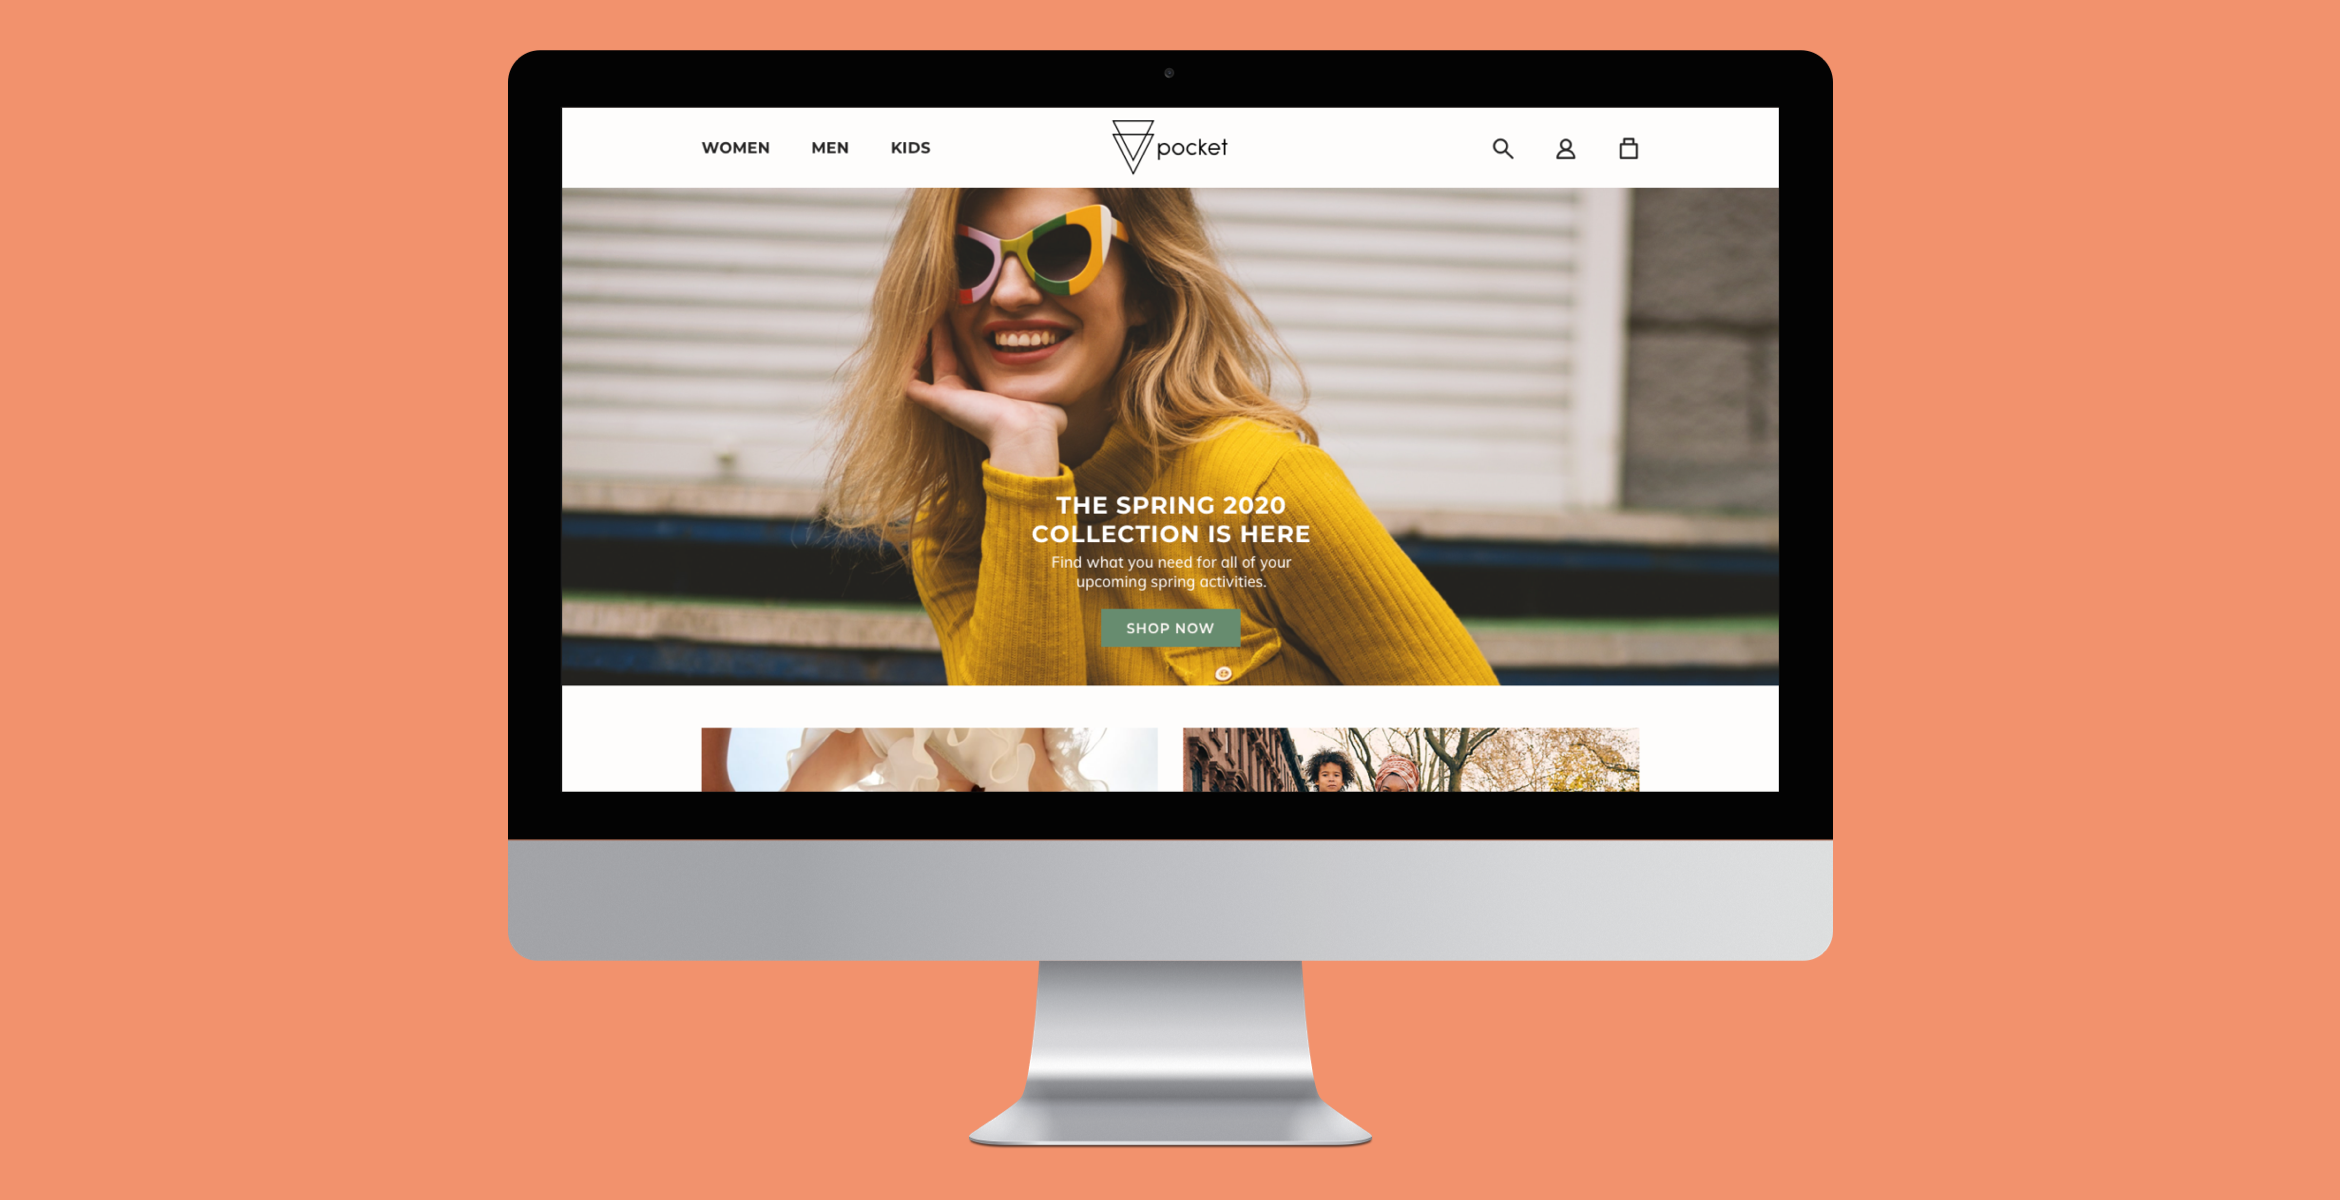 WOMEN MEN KIDS
pocket
THE SPRING 2020
COLLECTION IS HERE
Find what you need for all of your
upcoming spring activities.
SHOP NOW